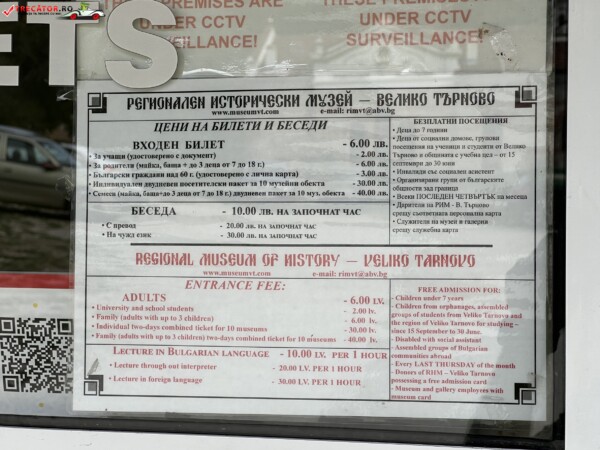 TRECĂTOR.RO
THESE PREMISES ARE
UNDER CCTV
SURVEILLANCE!
UNDER CCTV
SURVEILLANCE!
ETS
РЕГИОНАЛЕН ИСТОРИЧЕСКИ МУЗЕЙ – ВЕЛИКО ТЪРНОВО
www.museumvt.com e-mail: rimvt@abv.bg
ЦЕНИ НА БИЛЕТИ И БЕСЕДИ
ВХОДЕН БИЛЕТ - 6.00 лв.
• За учащи (удостоверено с документ) - 2.00 лв.
• За родители (майка, баща + до 3 деца от 7 до 18 г.) - 6.00 лв.
• Български граждани над 60 г. (удостоверено с лична карта) - 3.00 лв.
• Индивидуален двудневен посетителски пакет за 10 музейни обекта - 30.00 лв.
• Семеен (майка, баща+3 деца от 7 до 18 г.) двудневен пакет за 10 муз. обекта - 40.00 лв.
БЕСЕДА - 10.00 ЛВ. НА ЗАПОЧНАТ ЧАС
• С превод - 20.00 лв. НА ЗАПОЧНАТ ЧАС
• На чужд език - 30.00 лв. НА ЗАПОЧНАТ ЧАС
БЕЗПЛАТНИ ПОСЕЩЕНИЯ
• Деца до 7 години
• Деца от социални домове, групови
посещения на ученици и студенти от Велико
Търново и общината с учебна цел – от 15
септември до 30 юни
• Инвалиди със социален асистент
• Организирани групи от българските
общности зад граница
• Всеки ПОСЛЕДЕН ЧЕТВЪРТЪК на месеца
• Дарители на РИМ - В. Търново
срещу съответната персонална карта
• Служители на музеи и галерии
срещу служебна карта
REGIONAL MUSEUM OF HISTORY – VELIKO TARNOVO
www.museumvt.com e-mail: rimvt@abv.bg
ENTRANCE FEE:
ADULTS - 6.00 LV.
• University and school students - 2.00 lv.
• Family (adults with up to 3 children) - 6.00 lv.
• Individual two-days combined ticket for 10 museums -30.00 lv.
• Family (adults with up to 3 children) two-days combined ticket for 10 museums - 40.00 lv.
LECTURE IN BULGARIAN LANGUAGE - 10.00 LV. PER 1 HOUR
• Lecture through out interpreter - 20.00 LV. PER 1 HOUR
• Lecture in foreign language - 30.00 LV. PER 1 HOUR
FREE ADMISSION FOR:
- Children under 7 years
- Children from orphanages, assembled
groups of students from Veliko Tarnovo and
the region of Veliko Tarnovo for studying –
since 15 September to 30 June.
- Disabled with social assistent
- Assembled groups of Bulgarian
communities abroad
- Every LAST THURSDAY of the month
- Donors of RHM – Veliko Tarnovo
possessing a free admission card
- Museum and gallery employees with
museum card